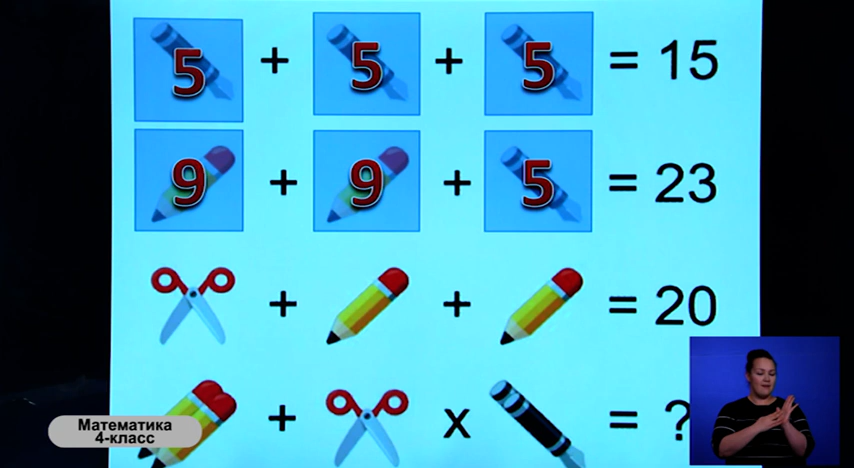 5 + 5 + 5 = 15
9 + 9 + 5 = 23
+ + = 20
+ x = ?
Математика
4-класс